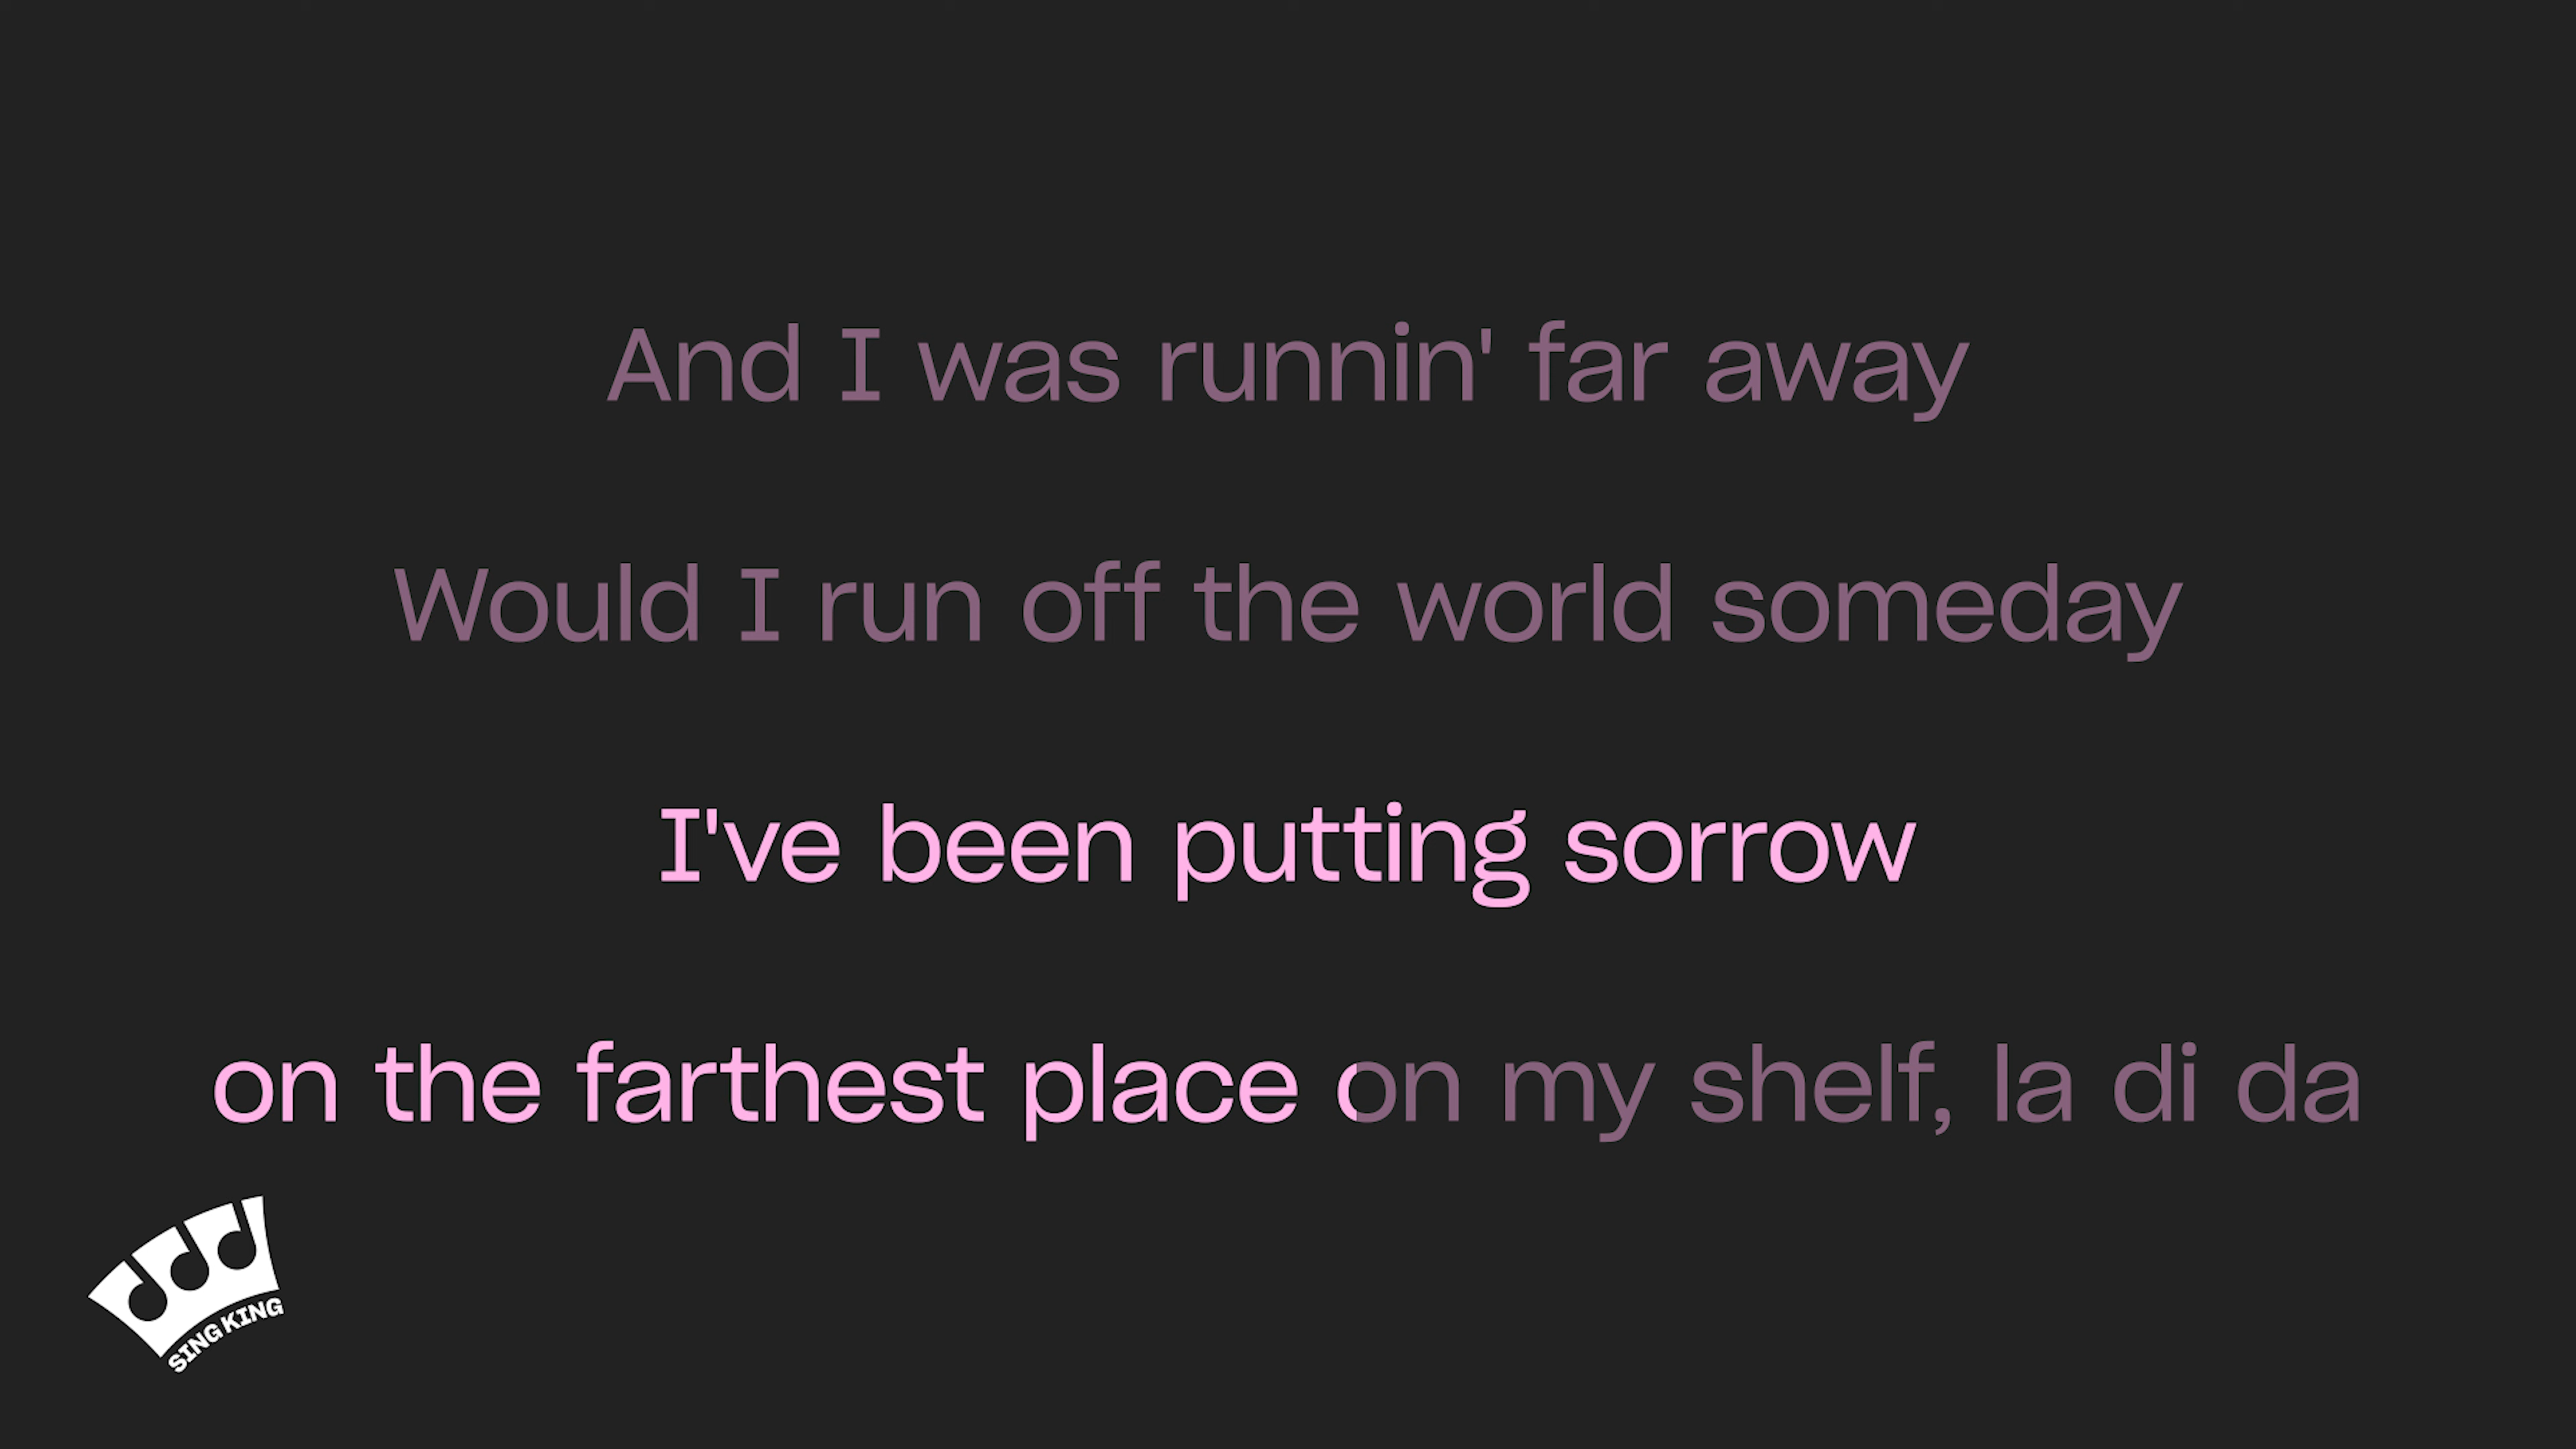 And I was runnin' far away
Would I run off the world someday
I've been putting sorrow
on the farthest place on my shelf, la di da
SING KING